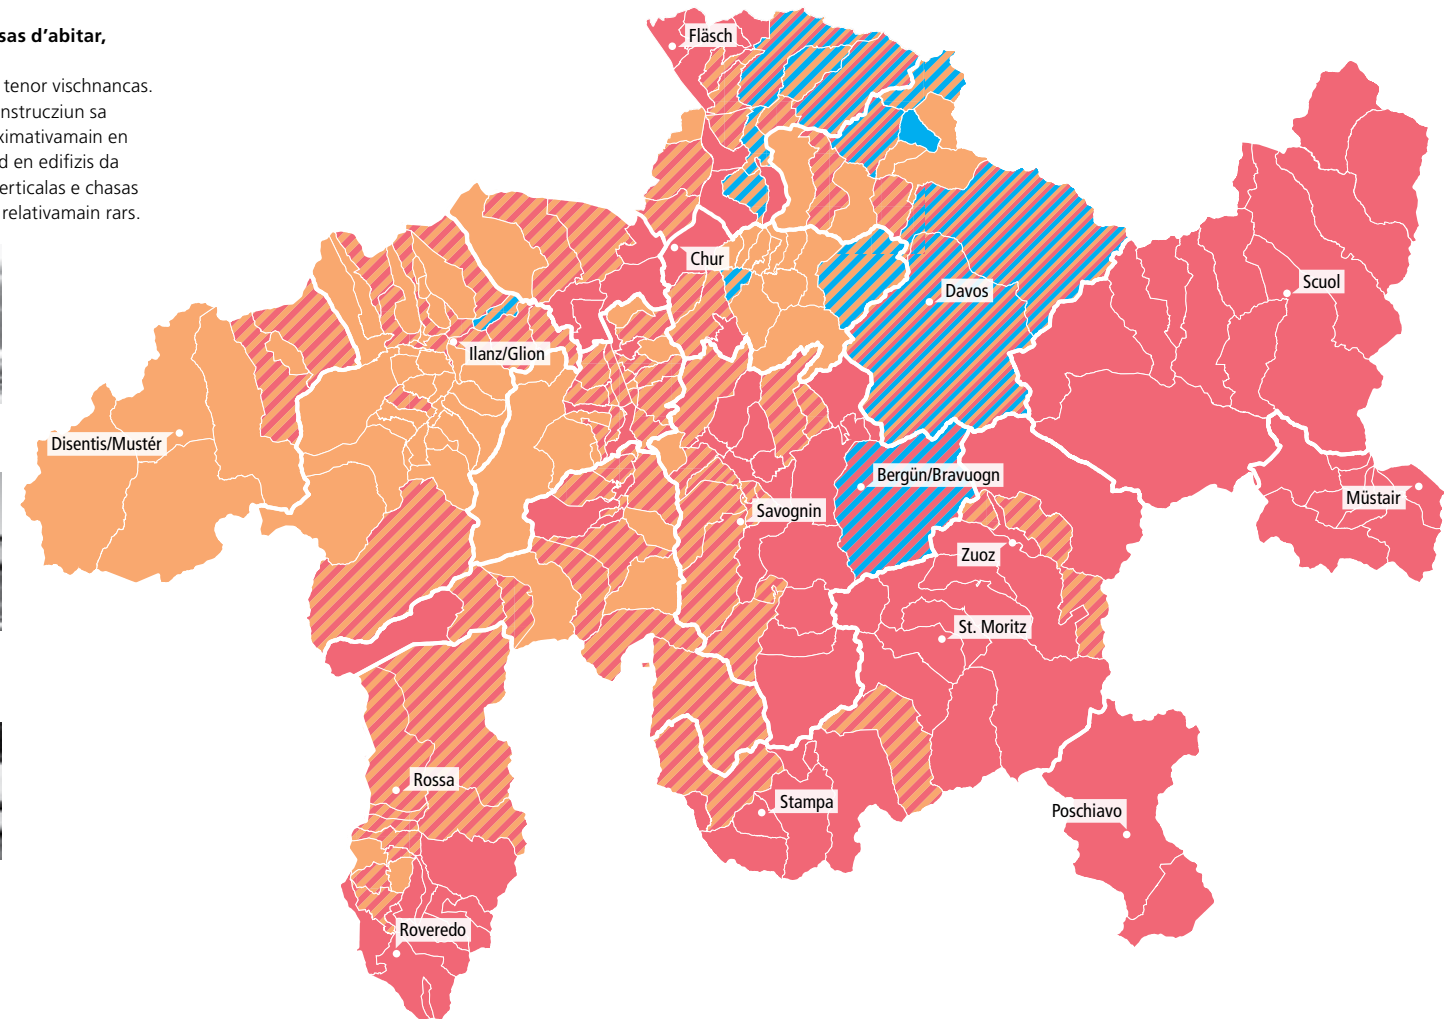 sas d’abitar,
tenor vischnancas.
nstrucziun sa
ximativamain en
d en edifizis da
erticalas e chasas
relativamain rars.
Fläsch
Chur
Scuol
Davos
Ilanz/Glion
Disentis/Mustér
Bergün/Bravuogn
Müstair
Savognin
Zuoz
St. Moritz
Rossa
Stampa
Poschiavo
Roveredo